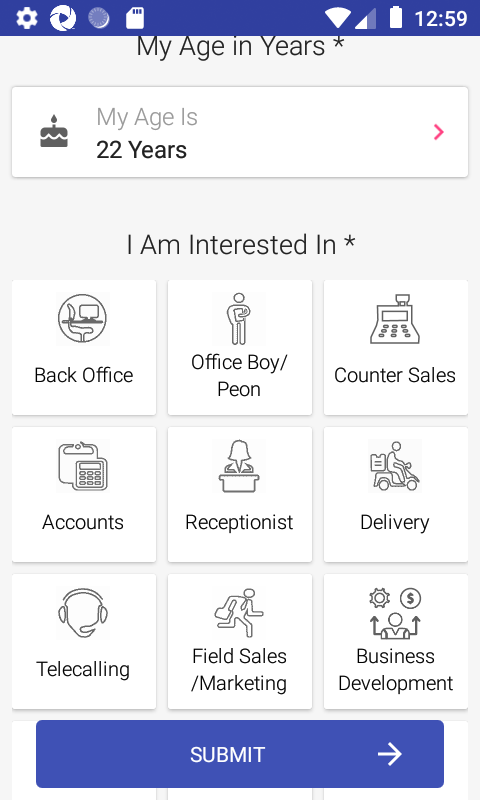 12:59
My Age in Years *
My Age Is
22 Years
I Am Interested In *
Back Office
Office Boy/
Peon
Counter Sales
Accounts
Receptionist
Delivery
Telecalling
Field Sales
/Marketing
$
Business
Development
SUBMIT